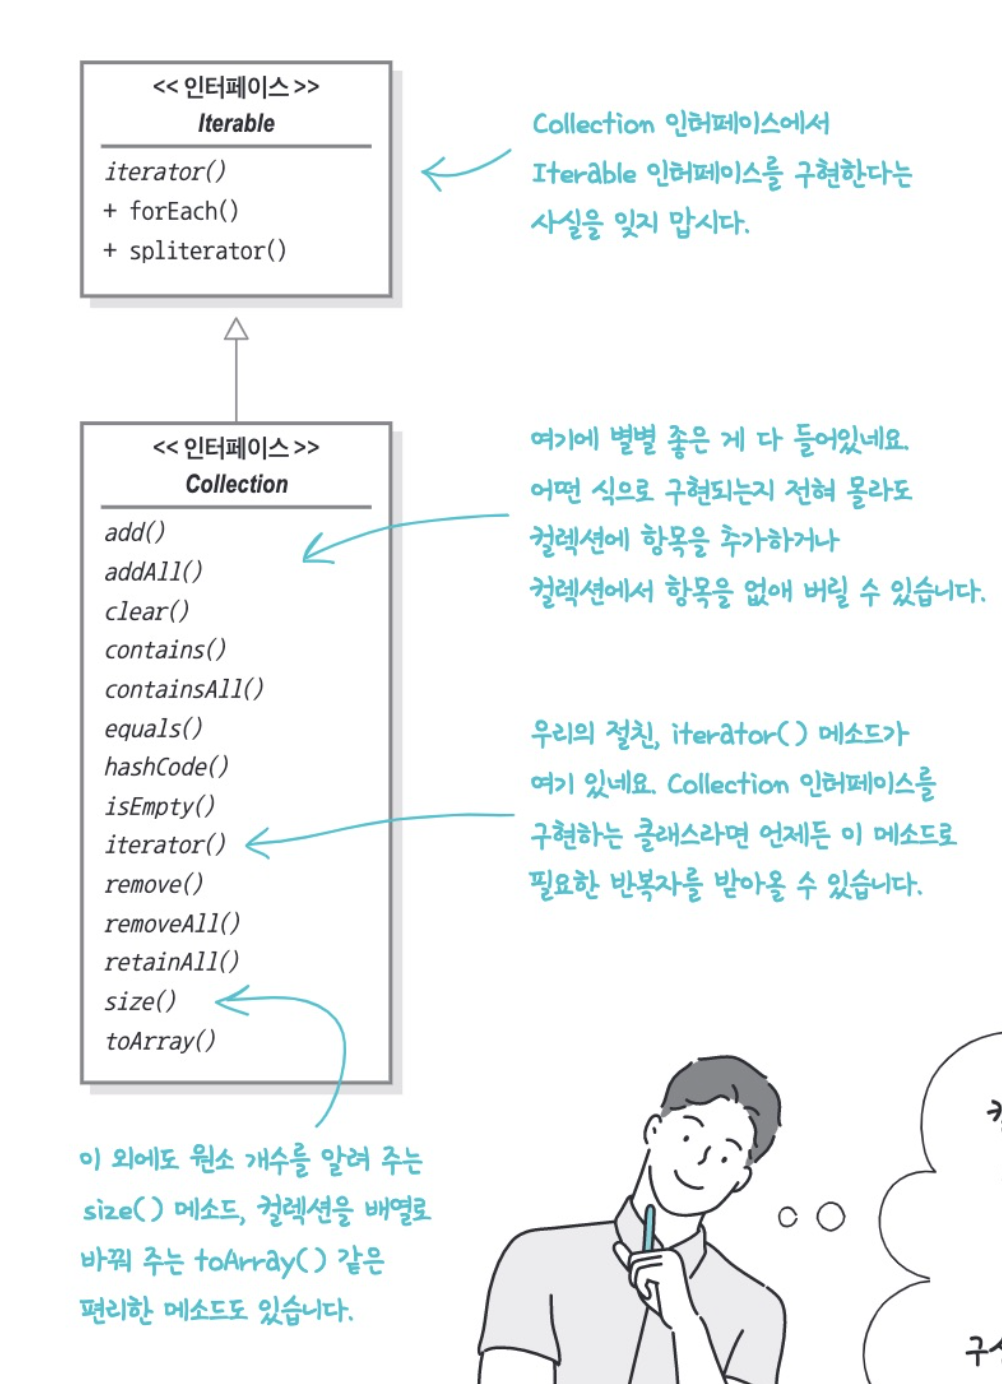 << 인터페이스 >>
Iterable
iterator()
+ forEach()
+ spliterator()
Collection 인터페이스에서
Iterable 인터페이스를 구현한다는
사실을 잊지 맙시다.
<< 인터페이스 >>
Collection
add()
addAll()
clear()
contains()
containsAll()
equals()
hashCode()
isEmpty()
iterator()
remove()
removeAll()
retainAll()
size()
toArray()
여기에 별별 좋은 게 다 들어있네요.
어떤 식으로 구현되는지 전혀 몰라도
컬렉션에 항목을 추가하거나
컬렉션에서 항목을 없애 버릴 수 있습니다.
우리의 절친, iterator() 메소드가
여기 있네요. Collection 인터페이스를
구현하는 클래스라면 언제든 이 메소드로
필요한 반복자를 받아올 수 있습니다.
이 외에도 원소 개수를 알려 주는
size() 메소드, 컬렉션을 배열로
바꿔 주는 toArray() 같은
편리한 메소드도 있습니다.